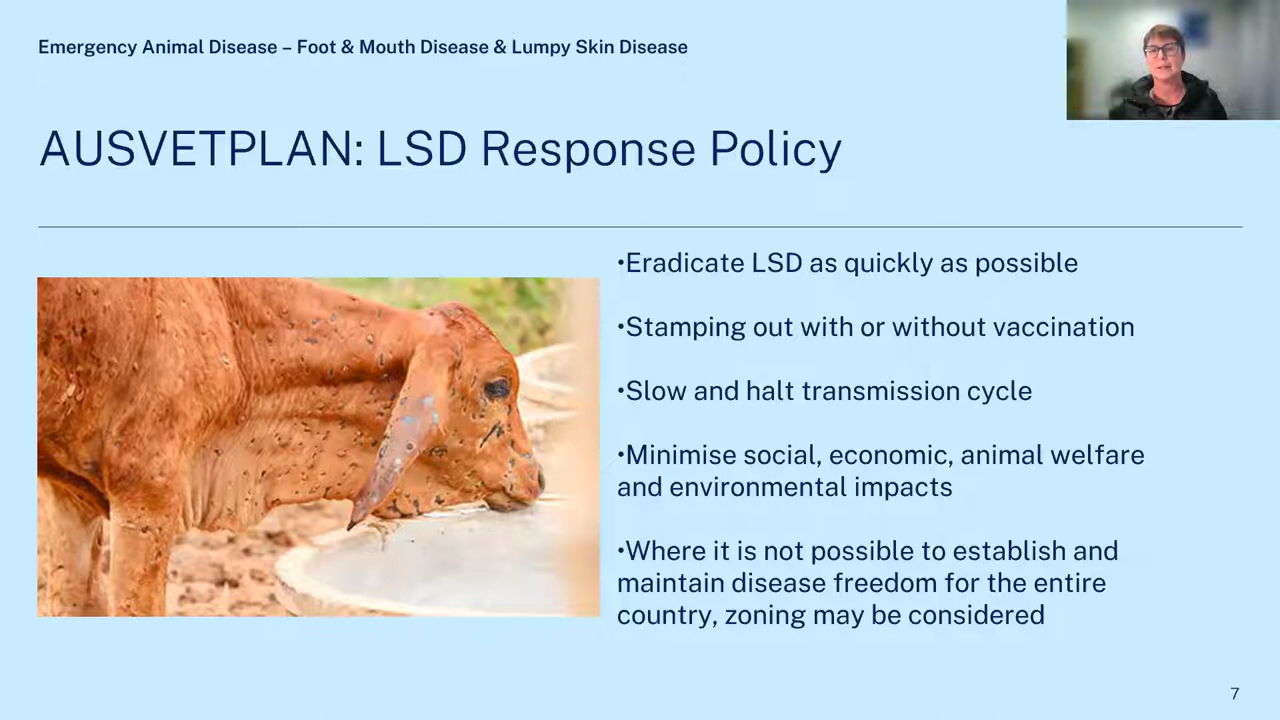 Emergency Animal Disease – Foot & Mouth Disease & Lumpy Skin Disease
AUSVETPLAN: LSD Response Policy
•Eradicate LSD as quickly as possible
•Stamping out with or without vaccination
•Slow and halt transmission cycle
•Minimise social, economic, animal welfare
and environmental impacts
•Where it is not possible to establish and
maintain disease freedom for the entire
country, zoning may be considered
7